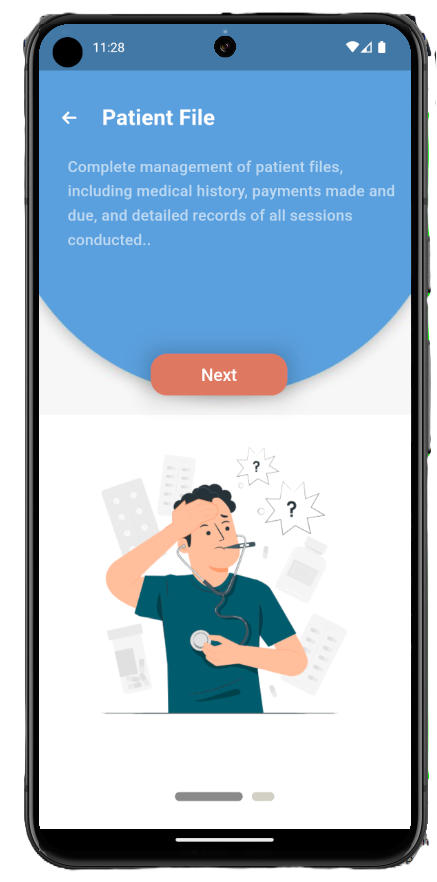 11:28
Patient File
Complete management of patient files,
including medical history, payments made and
due, and detailed records of all sessions
conducted..
Next
?
?